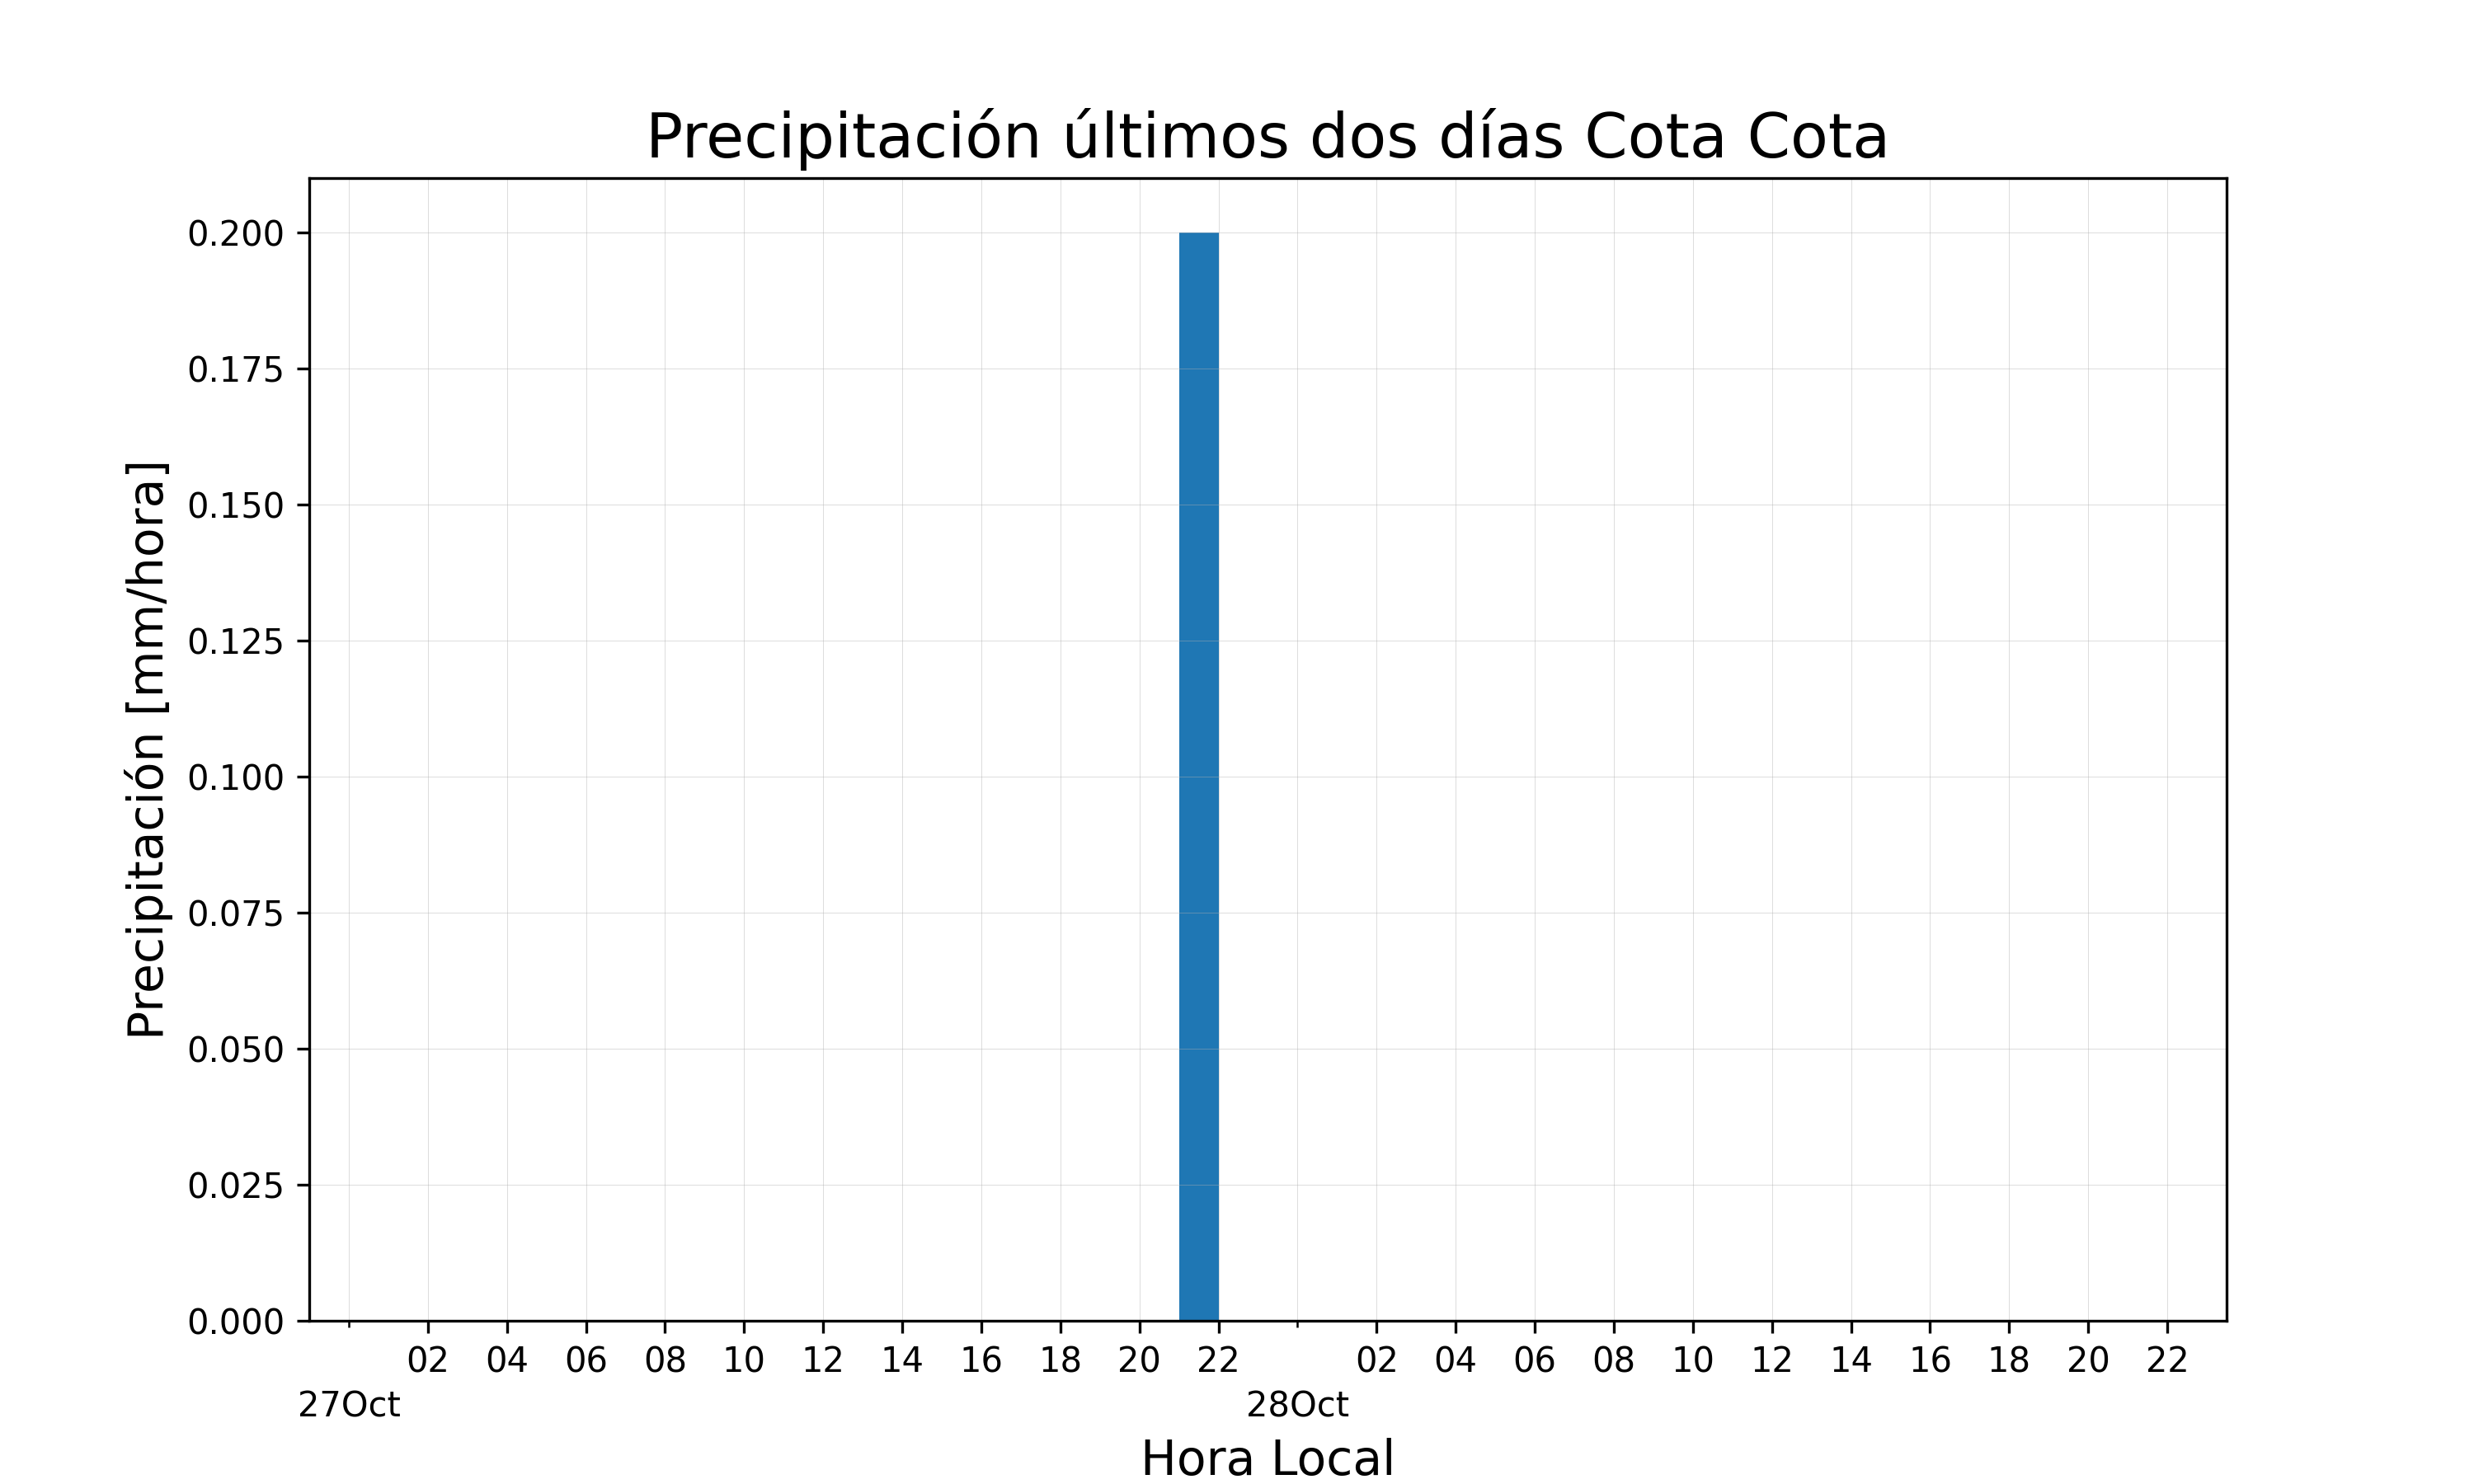 Precipitación últimos dos días Cota Cota
Precipitación [mm/hora]
0.200
0.175
0.150
0.125
0.100
0.075
0.050
0.025
0.000
02 04 06 08 10 12 14 16 18 20 22 02 04 06 08 10 12 14 16 18 20 22
27Oct 28Oct
Hora Local